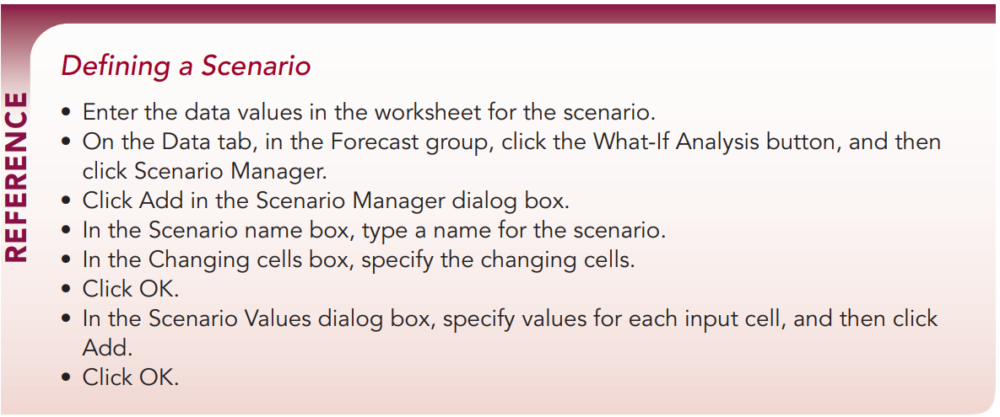 REFERENCE
Defining a Scenario
• Enter the data values in the worksheet for the scenario.
• On the Data tab, in the Forecast group, click the What-If Analysis button, and then
click Scenario Manager.
• Click Add in the Scenario Manager dialog box.
• In the Scenario name box, type a name for the scenario.
• In the Changing cells box, specify the changing cells.
• Click OK.
• In the Scenario Values dialog box, specify values for each input cell, and then click
Add.
• Click OK.